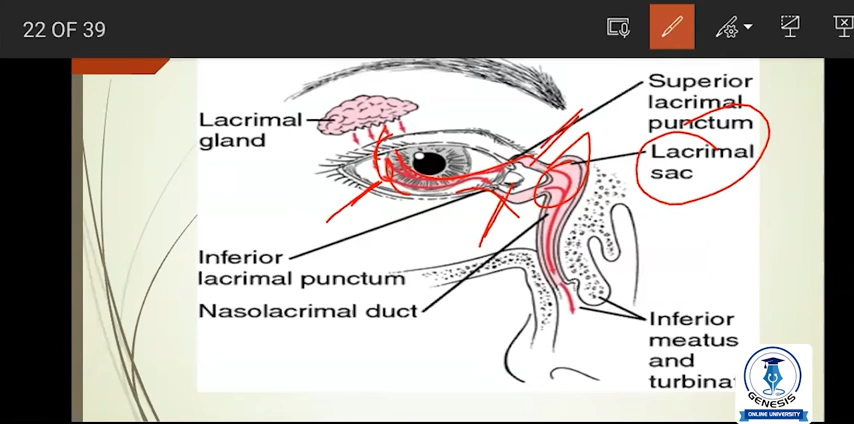 22 OF 39
Superior
lacrimal
punctum
Lacrimal
gland
Lacrimal
sac
Inferior
lacrimal punctum
Nasolacrimal duct
Inferior
meatus
and
turbinat
GENESIS
ONLINE UNIVERSITY